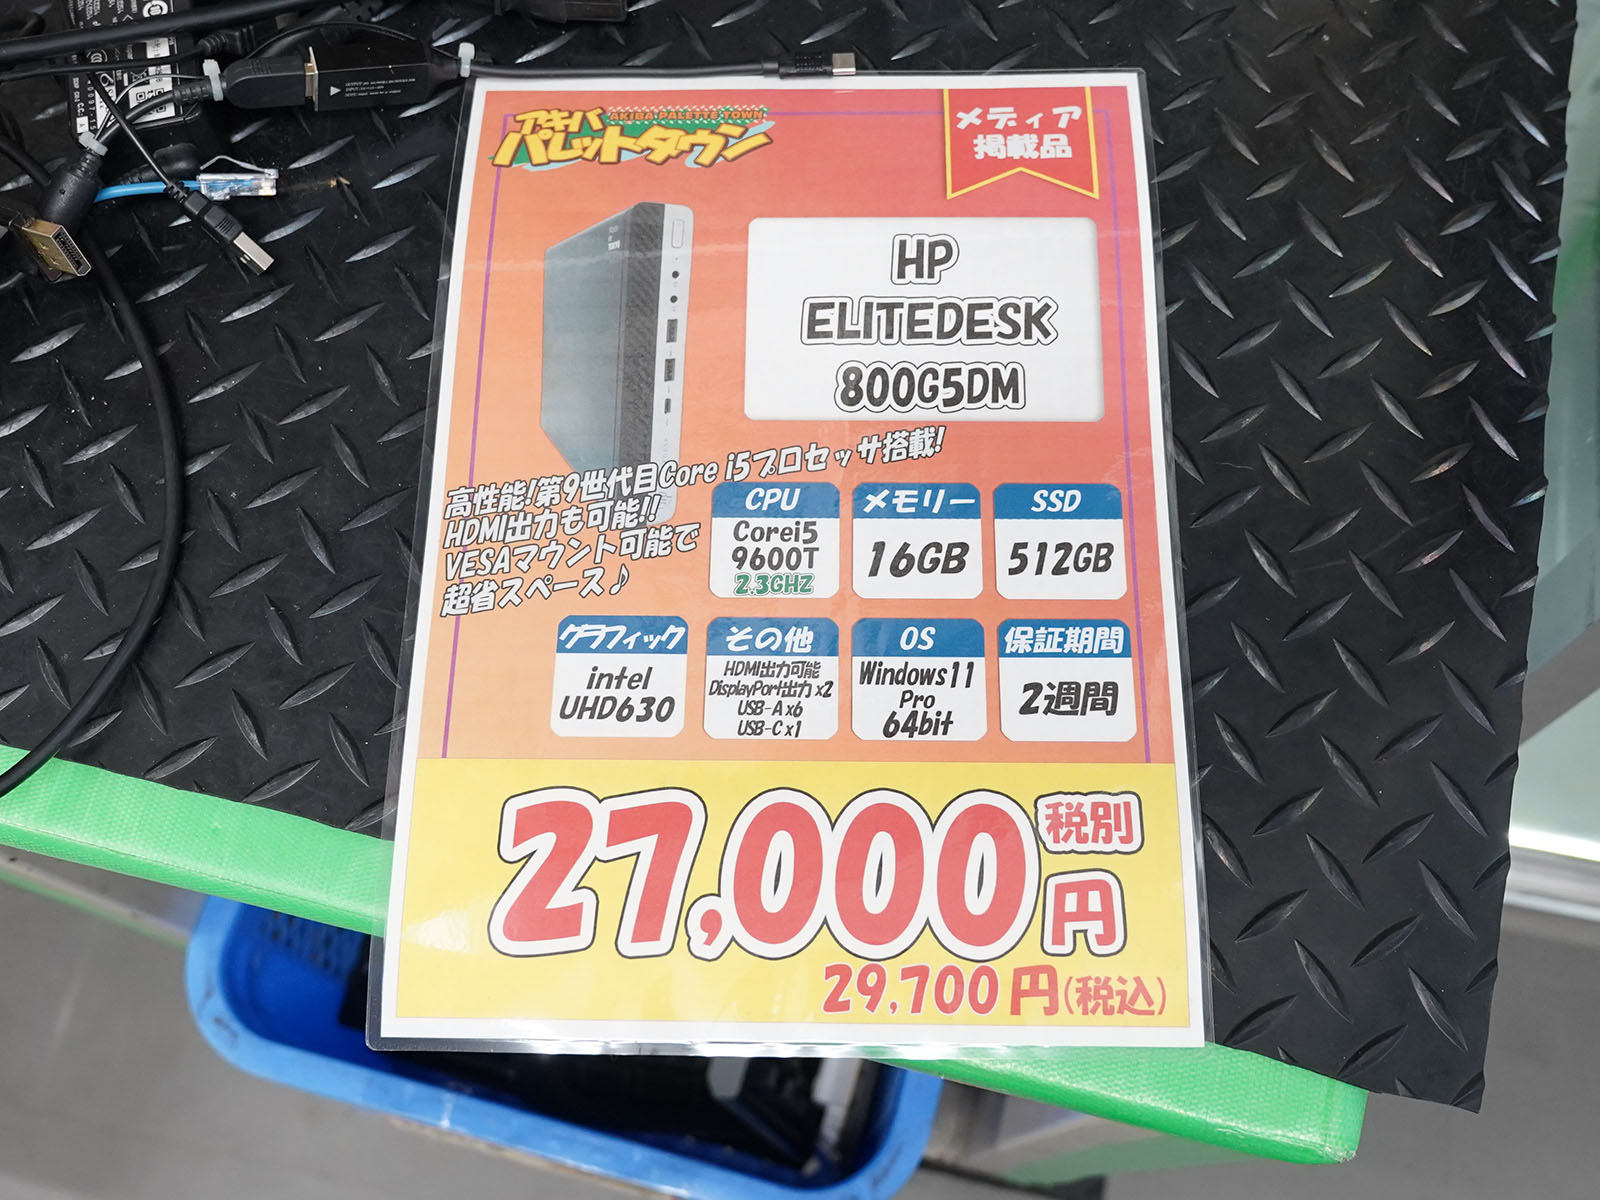 アキバ
AKIBA PALETTE TOWN
パレットタウン
メディア
掲載品
HP
ELITEDESK
800G5DM
高性能!第9世代目Core i5プロセッサ搭載!
HDMI出力も可能!!
VESAマウント可能で
超省スペース♪
CPU
Corei5
9600T
2.3GHZ
メモリー
16GB
SSD
512GB
グラフィック
intel
UHD630
その他
HDMI出力可能
DisplayPort出力x2
USB-Ax6
USB-Cx1
OS
Windows11
Pro
64bit
保証期間
2週間
27,000円
税別
29,700円(税込)